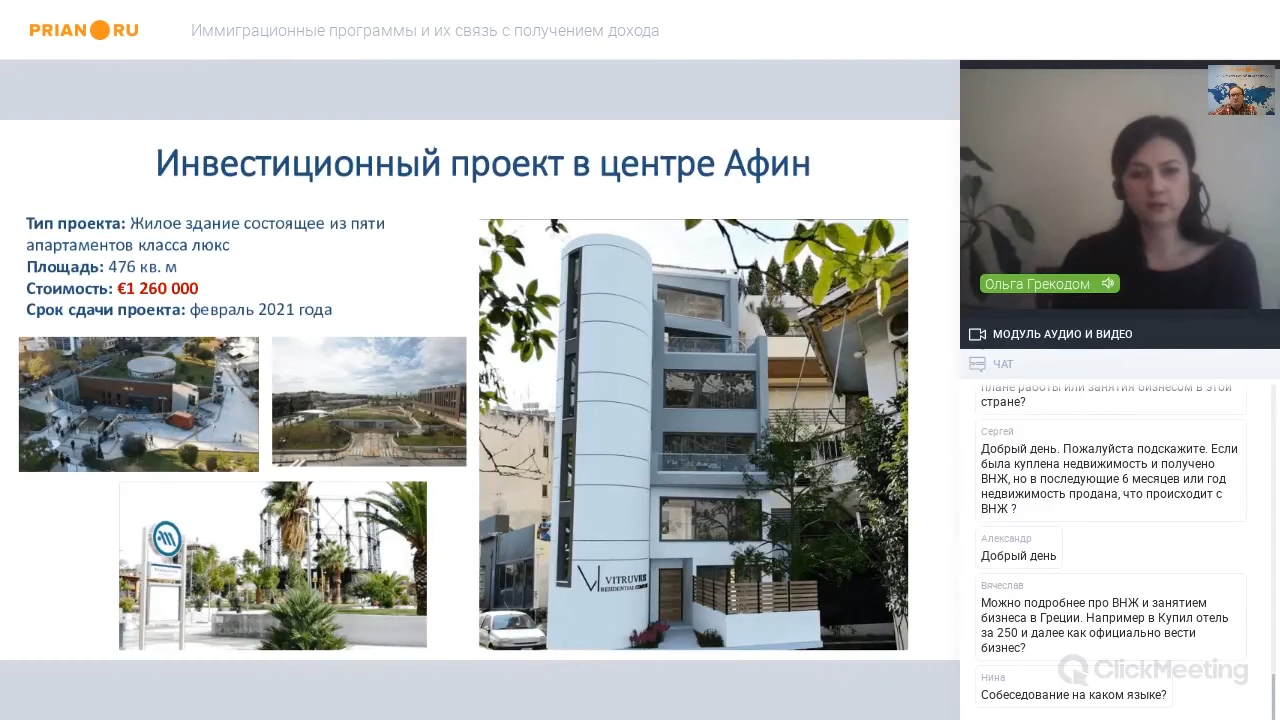 PRIAN RU
Иммиграционные программы и их связь с получением дохода
Инвестиционный проект в центре Афин
Тип проекта: Жилое здание состоящее из пяти
апартаментов класса люкс
Площадь: 476 кв. м
Стоимость: €1 260 000
Срок сдачи проекта: февраль 2021 года
VITRUVIUS
RESIDENTIAL
Ольга Грекодом
МОДУЛЬ АУДИО И ВИДЕО
ЧАТ
плане работы или занятия бизнесом в этой
стране?
Сергей
Добрый день. Пожалуйста подскажите. Если
была куплена недвижимость и получено
ВНЖ, но в последующие 6 месяцев или год
недвижимость продана, что происходит с
ВНЖ ?
Александр
Добрый день
Вячеслав
Можно подробнее про ВНЖ и занятием
бизнеса в Греции. Например в Купил отель
за 250 и далее как официально вести
бизнес?
ClickMeeting
Нина
Собеседование на каком языке?